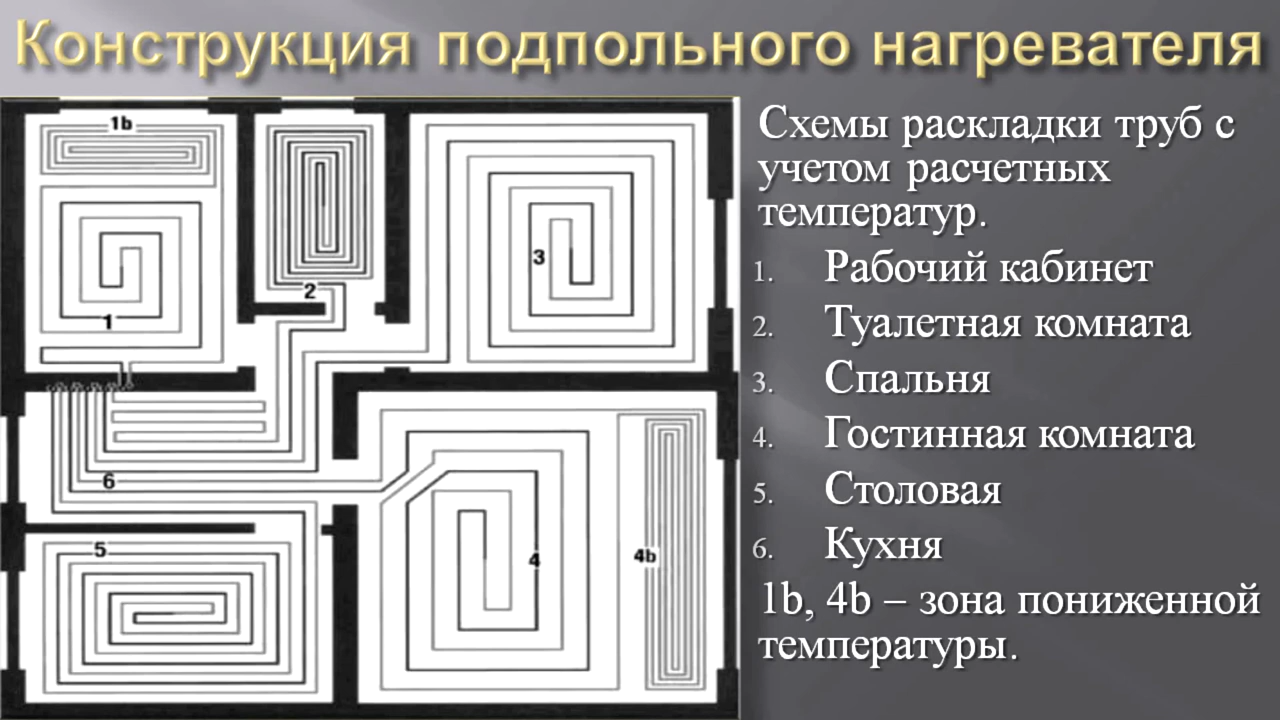 Конструкция подпольного нагревателя
1b
2
3
1
6
5
4
4b
Схемы раскладки труб с
учетом расчетных
температур.
1. Рабочий кабинет
2. Туалетная комната
3. Спальня
4. Гостинная комната
5. Столовая
6. Кухня
1b, 4b – зона пониженной
температуры.